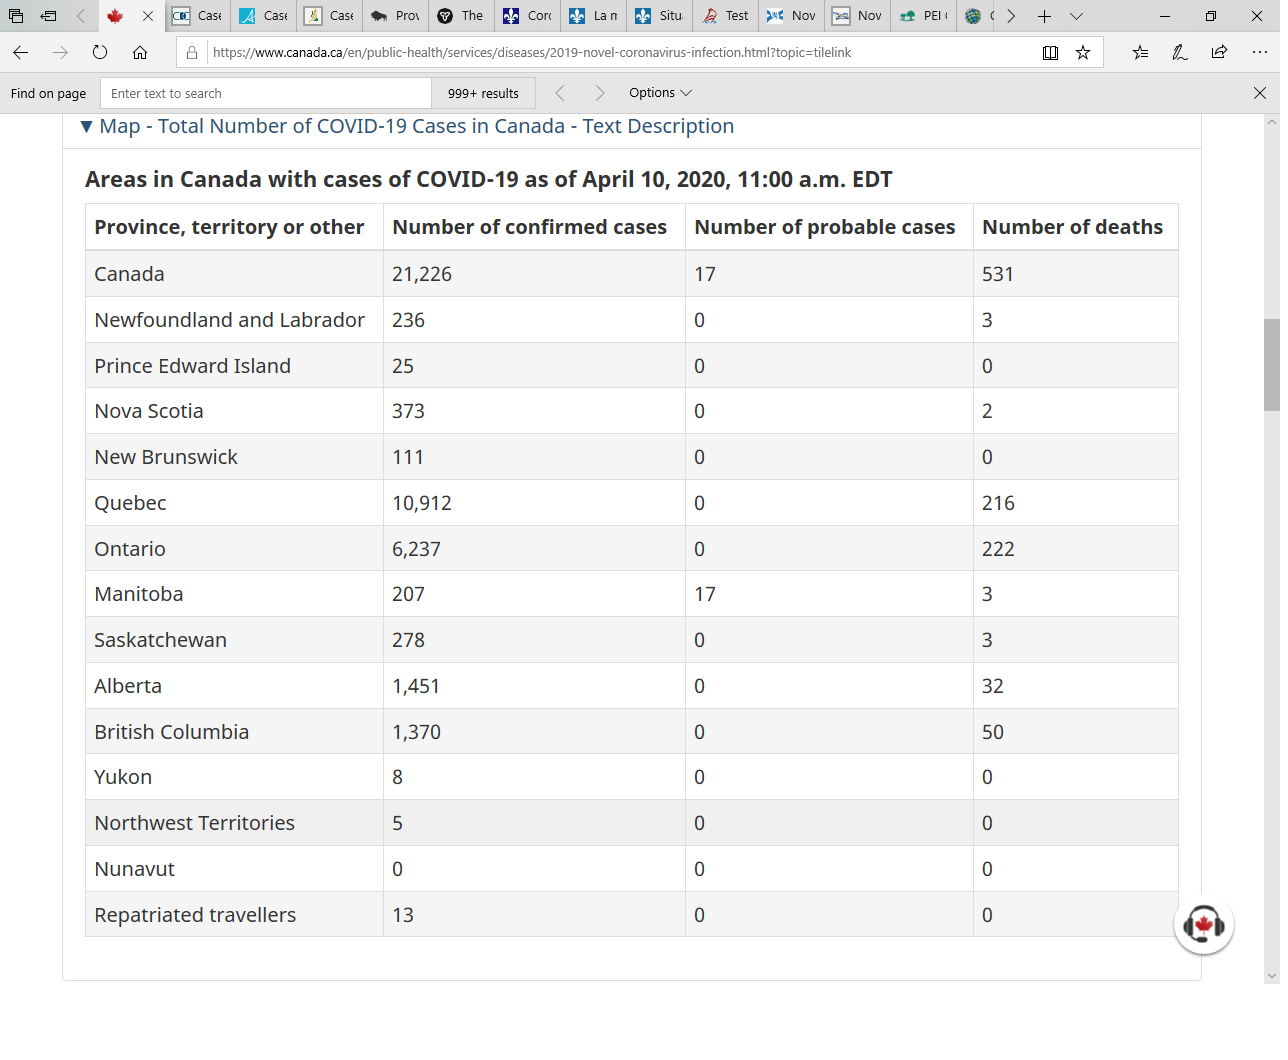 Case
Case
Case
Prov
The
Coro
La m
Situ
Test
Nov
Nov
PEI
https://www.canada.ca/en/public-health/services/diseases/2019-novel-coronavirus-infection.html?topic=tilelink
Find on page Enter text to search 999+ results Options
Map - Total Number of COVID-19 Cases in Canada - Text Description
Areas in Canada with cases of COVID-19 as of April 10, 2020, 11:00 a.m. EDT
Province, territory or other Number of confirmed cases Number of probable cases Number of deaths
Canada 21,226 17 531
Newfoundland and Labrador 236 0 3
Prince Edward Island 25 0 0
Nova Scotia 373 0 2
New Brunswick 111 0 0
Quebec 10,912 0 216
Ontario 6,237 0 222
Manitoba 207 17 3
Saskatchewan 278 0 3
Alberta 1,451 0 32
British Columbia 1,370 0 50
Yukon 8 0 0
Northwest Territories 5 0 0
Nunavut 0 0 0
Repatriated travellers 13 0 0